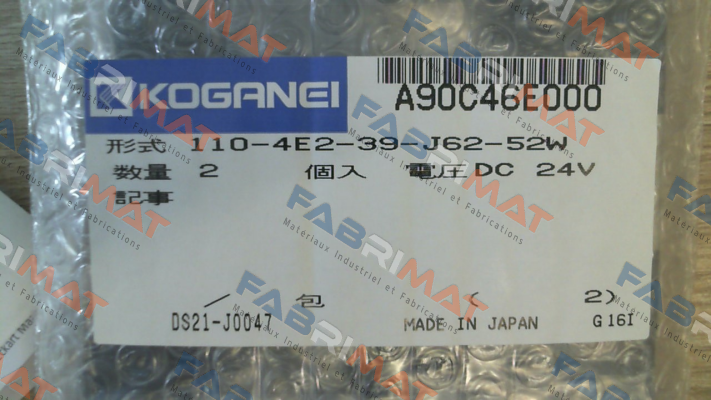 KOGANEI
A90C46E000
形式 110-4E2-39-J62-52W
数量 2 個入 電圧 DC 24V
記事
／ 包 ( 2)
DS21-J0047 MADE IN JAPAN G16I
FABRIMAT
Materiaux Industriel et Fabrications